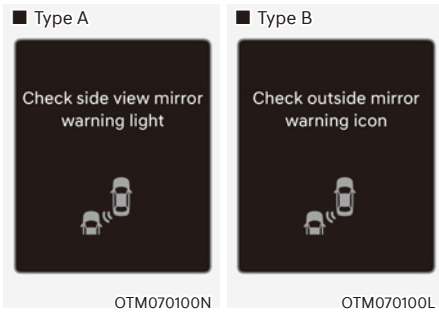 ■ Type A
Check side view mirror
warning light
OTM070100N
■ Type B
Check outside mirror
warning icon
OTM070100L